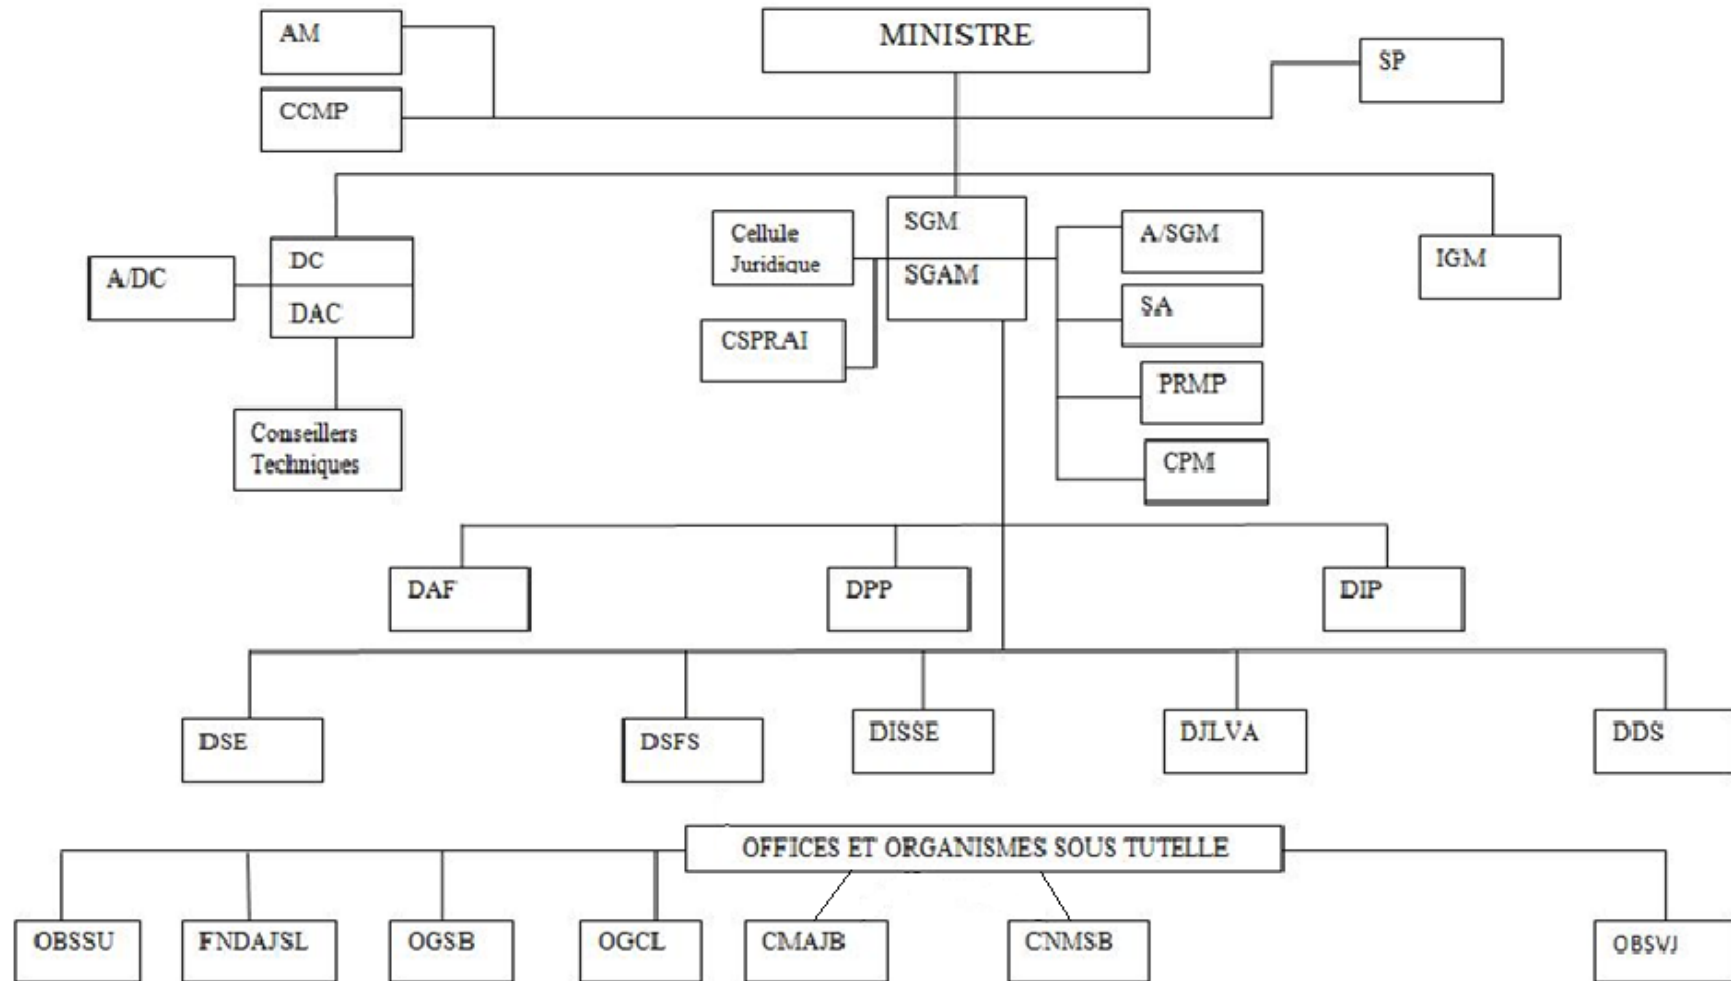 MINISTRE
AM
SP
CCMP
SGM
Cellule
Juridique
A/SGM
DC
A/DC
IGM
SGAM
DAC
SA
CSPRAI
PRMP
Conseillers
Techniques
CPM
DAF
DPP
DIP
DSE
DSFS
DISSE
DJLVA
DDS
OFFICES ET ORGANISMES SOUS TUTELLE
OBSSU
FNDAJSL
OGSB
OGCL
CMAJB
CNMSB
OBSVJ